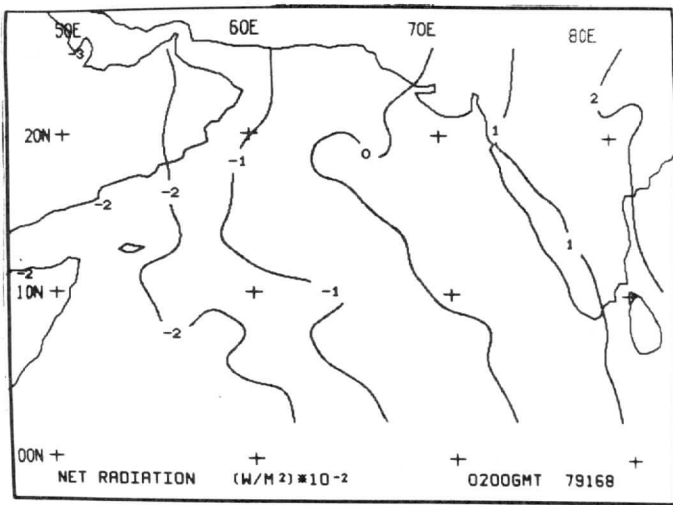 50E 60E 70E 80E
-3
2
20N
1
0
-1
-2
-2
1
-2
10N
-1
-2
00N
NET RADIATION (W/M²)*10⁻² 0200GMT 79168